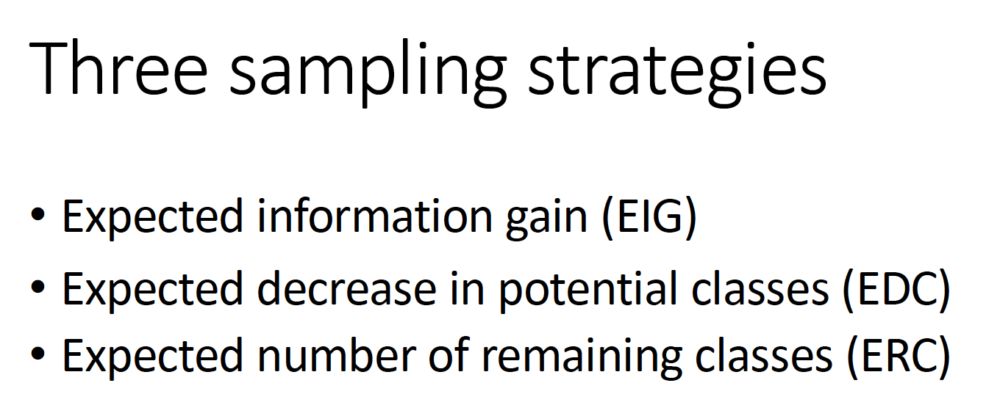 Three sampling strategies
• Expected information gain (EIG)
• Expected decrease in potential classes (EDC)
• Expected number of remaining classes (ERC)